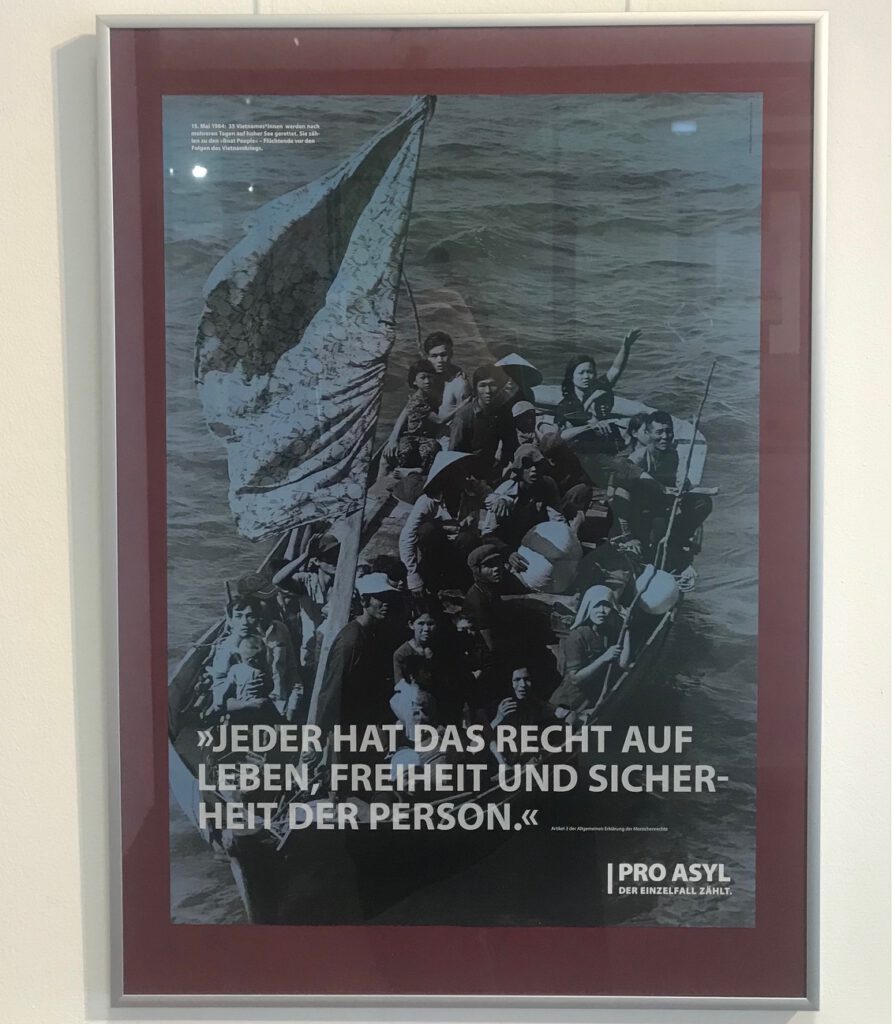 15. Mai 1984: 35 Vietnames*innen werden nach
mehreren Tagen auf hoher See gerettet. Sie zäh-
len zu den »Boat People« – Flüchtende vor den
Folgen des Vietnamkriegs.
»JEDER HAT DAS RECHT AUF
LEBEN, FREIHEIT UND SICHER-
HEIT DER PERSON.«
Artikel 3 der Allgemeinen Erklärung der Menschenrechte
PRO ASYL
DER EINZELFALL ZÄHLT.